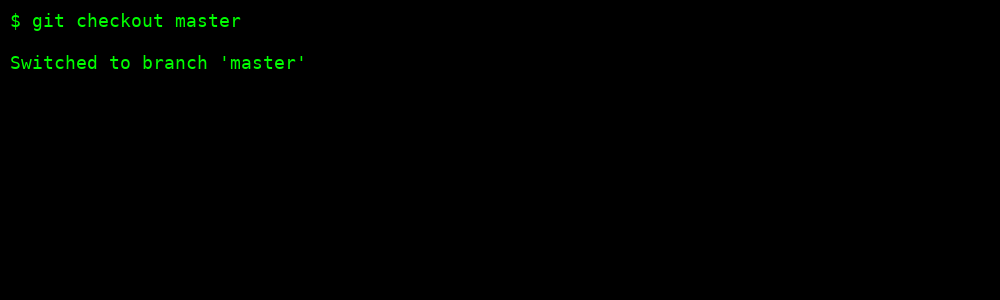 $ git checkout master
Switched to branch 'master'